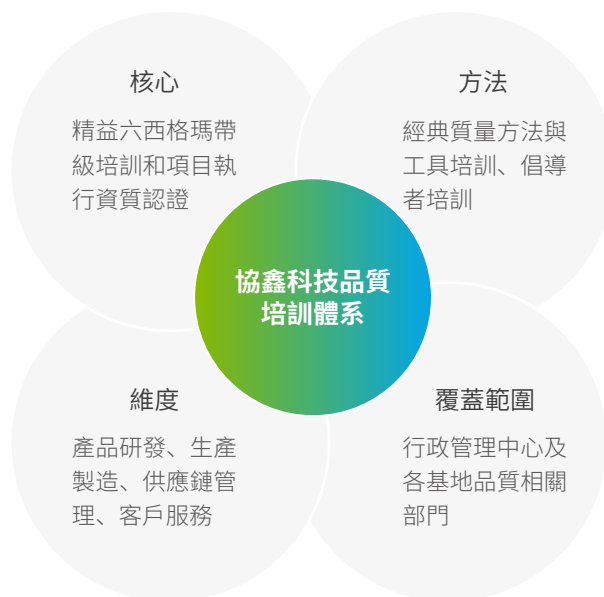 核心
精益六西格瑪帶
級培訓和項目執
行資質認證
方法
經典質量方法與
工具培訓、倡導
者培訓
協鑫科技品質
培訓體系
維度
產品研發、生產
製造、供應鏈管
理、客戶服務
覆蓋範圍
行政管理中心及
各基地品質相關
部門